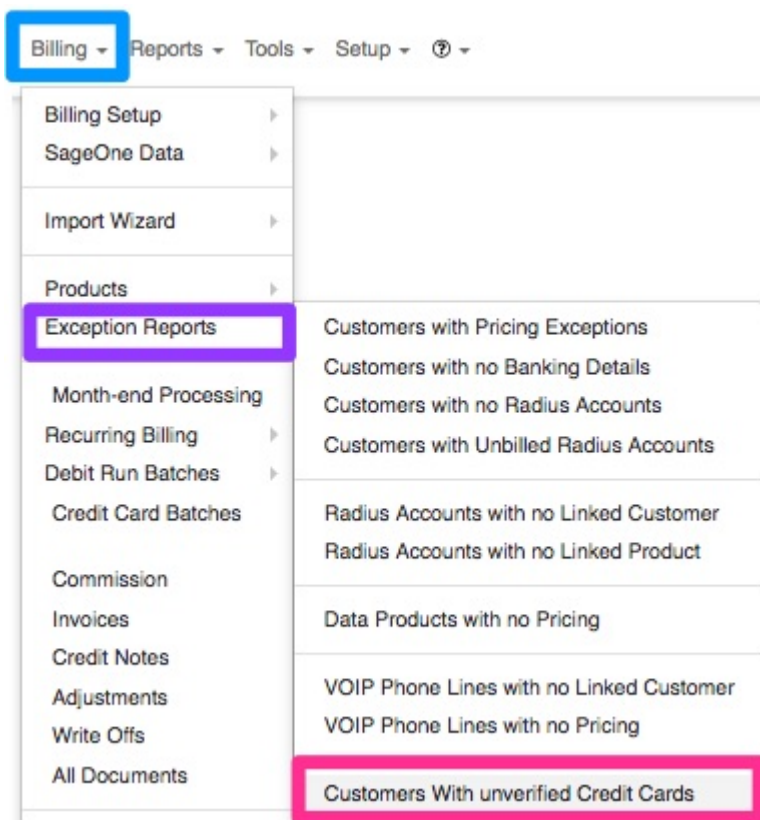 Billing Reports Tools Setup ?
Billing Setup
SageOne Data
Import Wizard
Products
Exception Reports
Month-end Processing
Recurring Billing
Debit Run Batches
Credit Card Batches
Commission
Invoices
Credit Notes
Adjustments
Write Offs
All Documents
Customers with Pricing Exceptions
Customers with no Banking Details
Customers with no Radius Accounts
Customers with Unbilled Radius Accounts
Radius Accounts with no Linked Customer
Radius Accounts with no Linked Product
Data Products with no Pricing
VOIP Phone Lines with no Linked Customer
VOIP Phone Lines with no Pricing
Customers With unverified Credit Cards